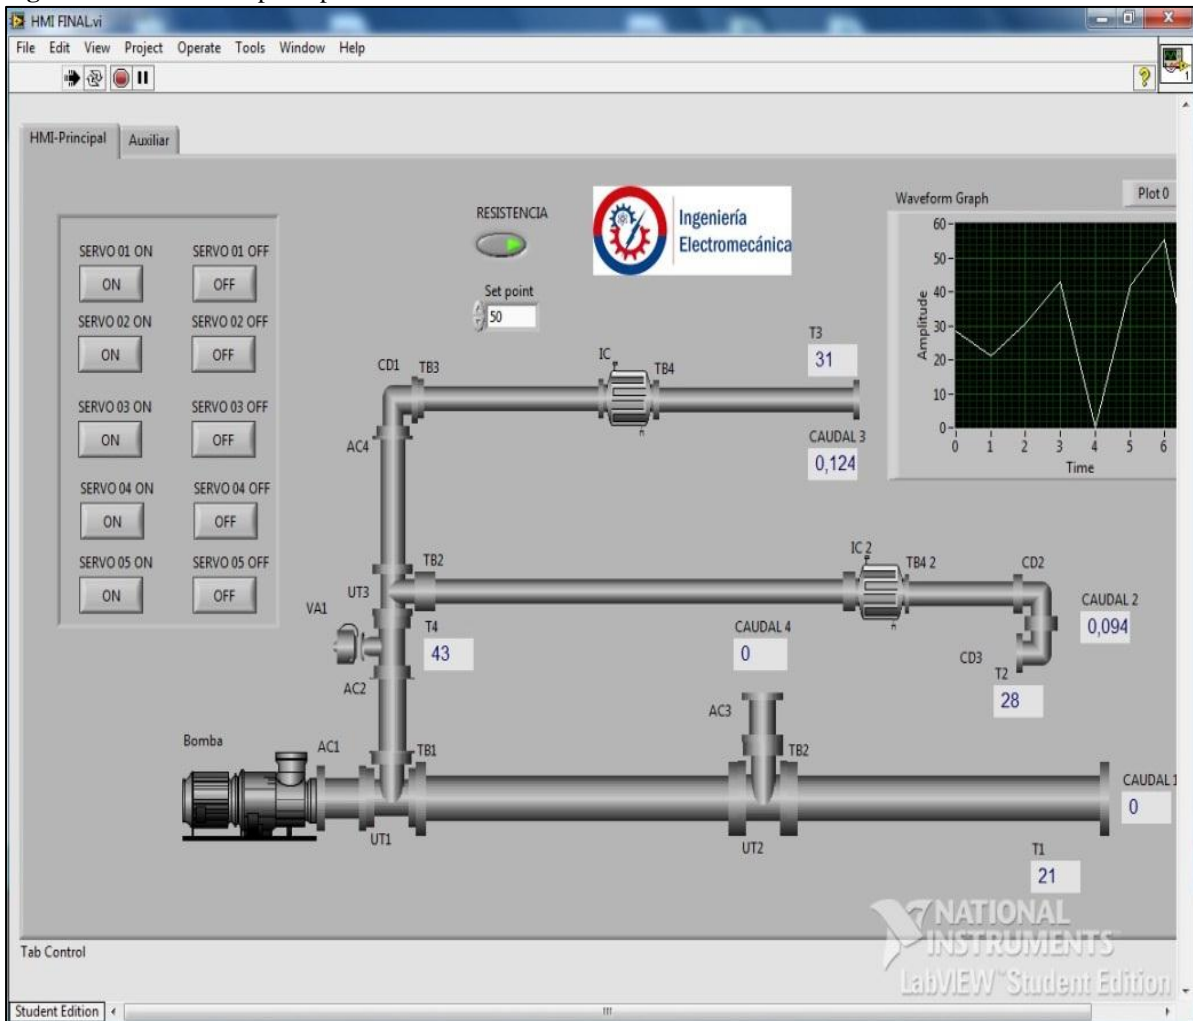 HMI FINAL.vi
File Edit View Project Operate Tools Window Help
HMI-Principal Auxiliar
SERVO 01 ON SERVO 01 OFF
ON OFF
SERVO 02 ON SERVO 02 OFF
ON OFF
SERVO 03 ON SERVO 03 OFF
ON OFF
SERVO 04 ON SERVO 04 OFF
ON OFF
SERVO 05 ON SERVO 05 OFF
ON OFF
RESISTENCIA
Set point
50
Ingeniería
Electromecánica
Waveform Graph
Plot 0
Amplitude
60
50
40
30
20
10
0
0 1 2 3 4 5 6
Time
T3
31
CAUDAL 3
0,124
CD1 TB3
IC
TB4
AC4
UT3
TB2
VA1
T4
43
AC2
IC 2
TB4 2
CD2
CAUDAL 2
0,094
CD3
T2
28
CAUDAL 4
0
AC3
TB2
Bomba
AC1
TB1
UT1
UT2
CAUDAL 1
0
T1
21
NATIONAL
INSTRUMENTS
LabVIEW™ Student Edition
Tab Control
Student Edition
1